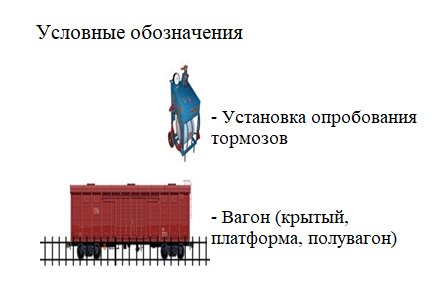 Условные обозначения
- Установка опробования
тормозов
- Вагон (крытый,
платформа, полувагон)